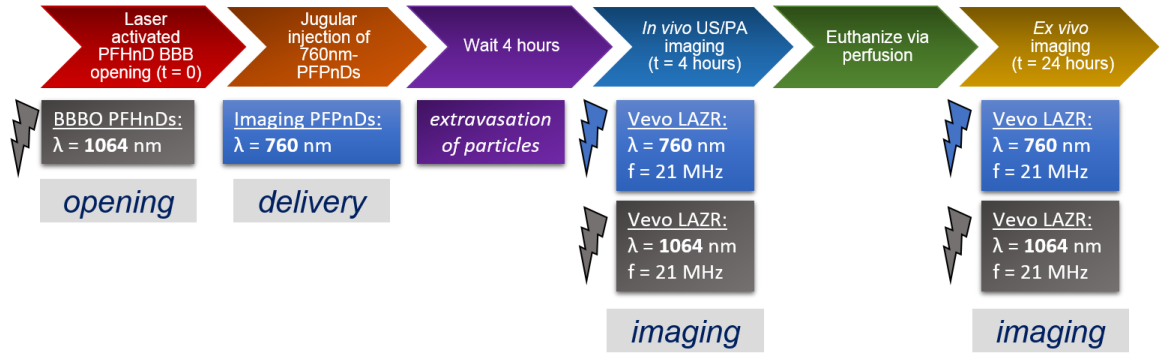 Laser
activated
PFHnD BBB
opening (t = 0)
Jugular
injection of
760nm-
PFPnDs
Wait 4 hours
In vivo US/PA
imaging
(t = 4 hours)
Euthanize via
perfusion
Ex vivo
imaging
(t = 24 hours)
BBBO PFHnDs:
λ = 1064 nm
opening
Imaging PFPnDs:
λ = 760 nm
delivery
extravasation
of particles
Vevo LAZR:
λ = 760 nm
f = 21 MHz
Vevo LAZR:
λ = 1064 nm
f = 21 MHz
imaging
Vevo LAZR:
λ = 760 nm
f = 21 MHz
Vevo LAZR:
λ = 1064 nm
f = 21 MHz
imaging